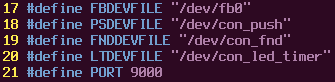 17 #define FBDEVFILE "/dev/fb0"
18 #define PSDEVFILE "/dev/con_push"
19 #define FNDDEVFILE "/dev/con_fnd"
20 #define LTDEVFILE "/dev/con_led_timer"
21 #define PORT 9000